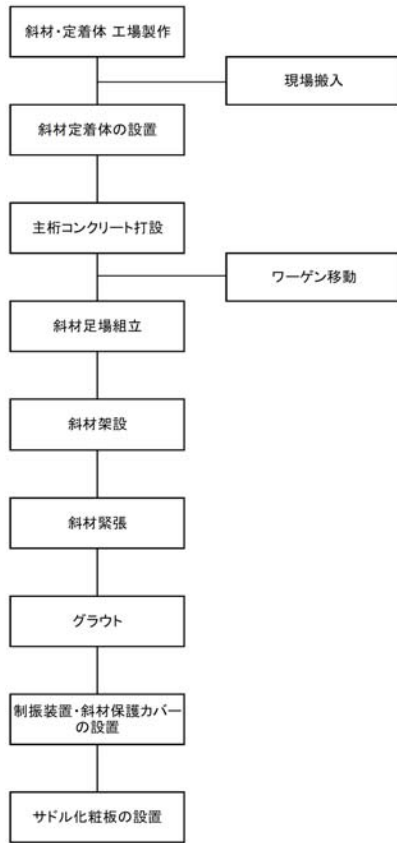 斜材・定着体 工場製作
現場搬入
斜材定着体の設置
主桁コンクリート打設
ワーゲン移動
斜材足場組立
斜材架設
斜材緊張
グラウト
制振装置・斜材保護カバー
の設置
サドル化粧板の設置